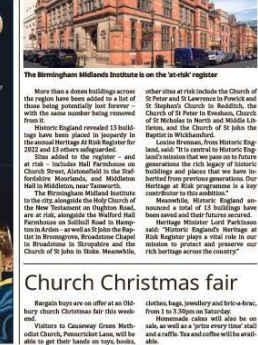 The Birmingham Midlands Institute is on the 'at-risk' register
More than a dozen buildings across
the region have been added to a list of
those being potentially lost forever –
with the same number being removed
from it.
Historic England revealed 13 build-
ings have been placed in jeopardy in
the annual Heritage At Risk Register for
2022 and 13 others safeguarded.
Sites added to the register – and
at risk – includes Hall Farmhouse on
Church Street, Alstonefield in the Staf-
fordshire Moorlands, and Middleton
Hall in Middleton, near Tamworth.
The Birmingham Midland Institute
in the city, alongside the Holy Church of
the New Testament on Oughton Road,
are at risk, alongside the Walford Hall
Farmhouse on Solihull Road in Hamp-
ton in Arden – as well as St John the Bap-
tist in Bromsgrove, Broadstone Chapel
in Broadstone in Shropshire and the
Church of St John in Stoke. Meanwhile,
other sites at risk include the Church of
St Peter and St Lawrence in Powick and
St Stephen's Church in Redditch, the
Church of St Peter in Evesham, Church
of St Nicholas in North and Middle Lit-
tleton, and the Church of St John the
Baptist in Wickhamford.
Louise Brennan, from Historic Eng-
land, said: "It is central to Historic Eng-
land's mission that we pass on to future
generations the rich legacy of historic
buildings and places that we have in-
herited from previous generations. Our
Heritage at Risk programme is a key
contributor to this ambition."
Meanwhile, Historic England an-
nounced a total of 13 buildings have
been saved and their futures secured.
Heritage Minister Lord Parkinson
said: "Historic England's Heritage at
Risk Register plays a vital role in our
mission to protect and preserve our
rich heritage across the country."
Church Christmas fair
Bargain buys are on offer at an Old-
bury church Christmas fair this week-
end.
Visitors to Causeway Green Meth-
odist Church, Penncricket Lane, will be
able to get their hands on toys, books,
clothes, bags, jewellery and bric-a-brac,
from 1 to 3.30pm on Saturday.
Homemade cakes will also be on
sale, as well as a 'prize every time' stall
and a raffle. Tea and coffee will be avail-
able.